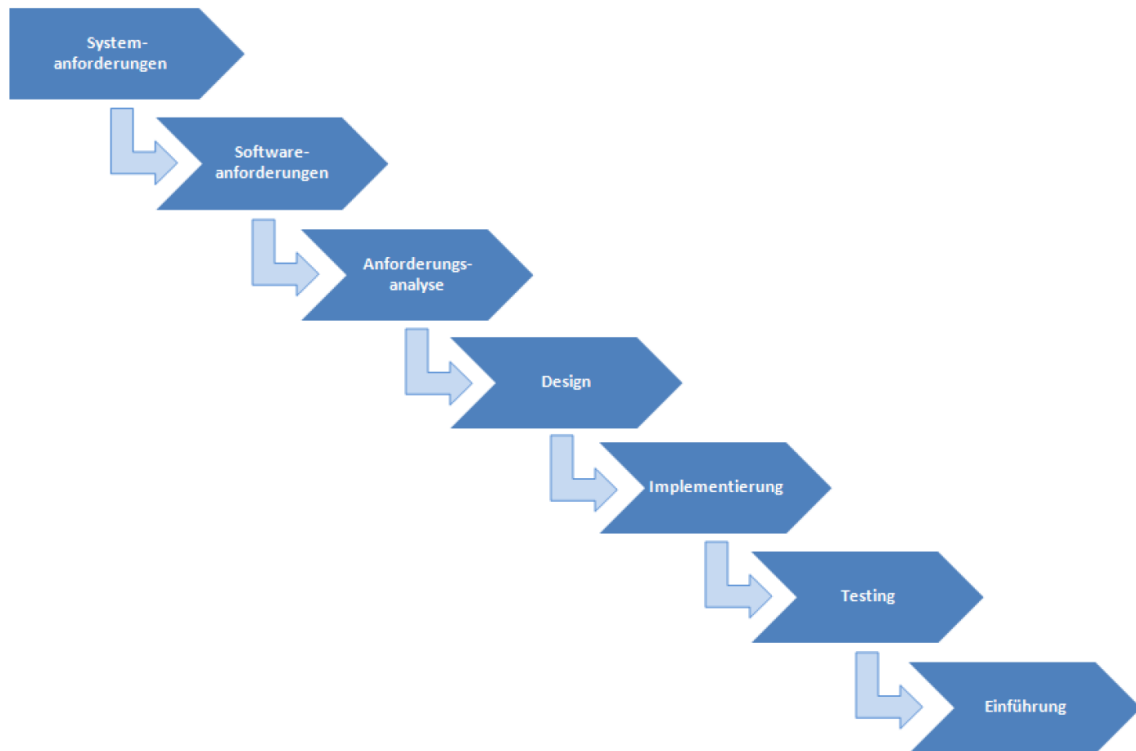 System-
anforderungen
Software-
anforderungen
Anforderungs-
analyse
Design
Implementierung
Testing
Einführung